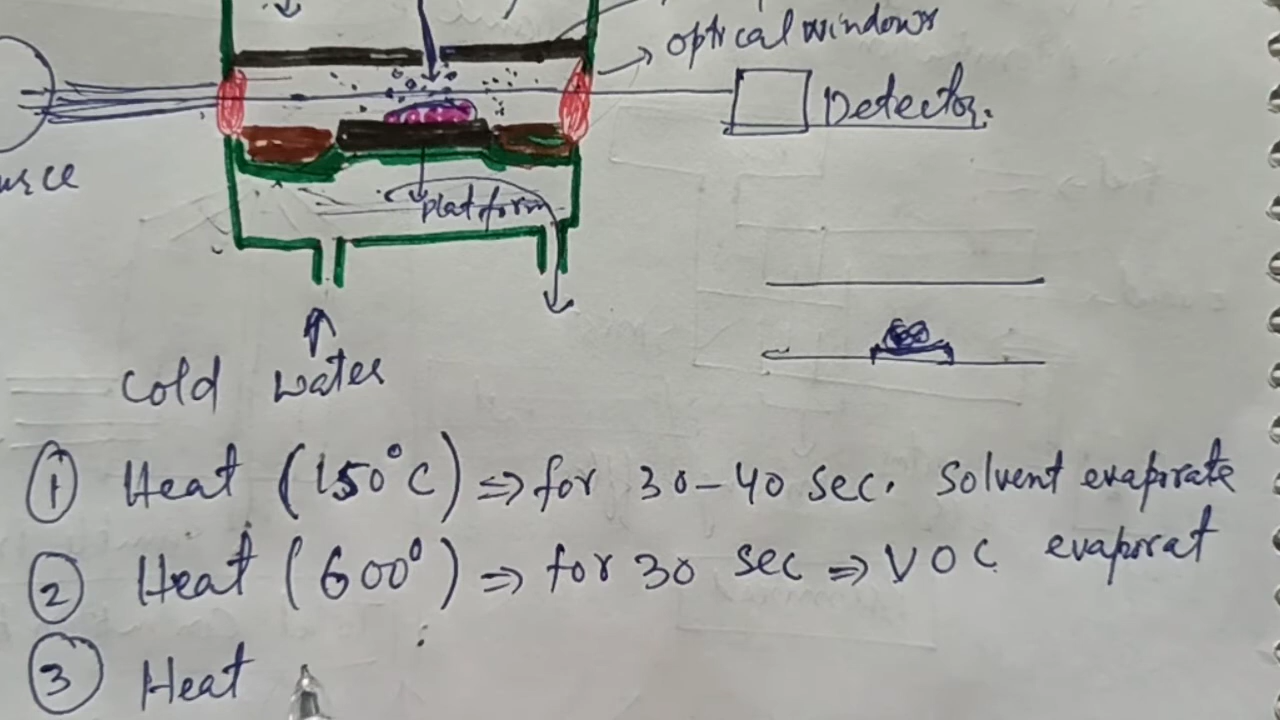 optical windows
Detector.
urce
platform
cold water
① Heat (150°C) ⇒ for 30-40 sec. Solvent evaporate
② Heat (600°) ⇒ for 30 sec ⇒ VOC evaporat
③ Heat